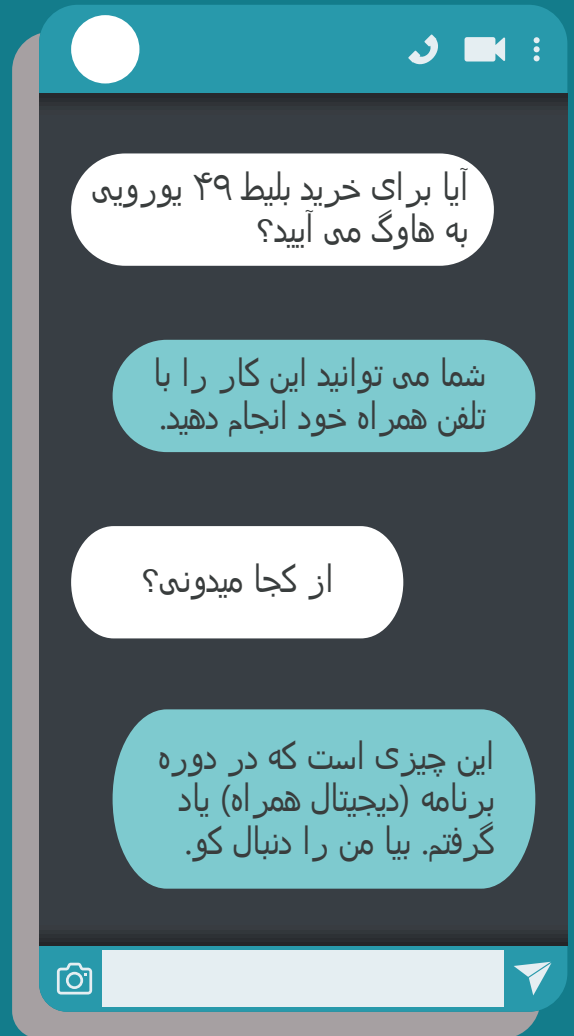 آیا برای خرید بلیط ۴۹ یورویی
به هاوگ می آیید؟
شما می توانید این کار را با
تلفن همراه خود انجام دهید.
از کجا میدونی؟
این چیزی است که در دوره
برنامه (دیجیتال همراه) یاد
گرفتم. بیا من را دنبال کو.